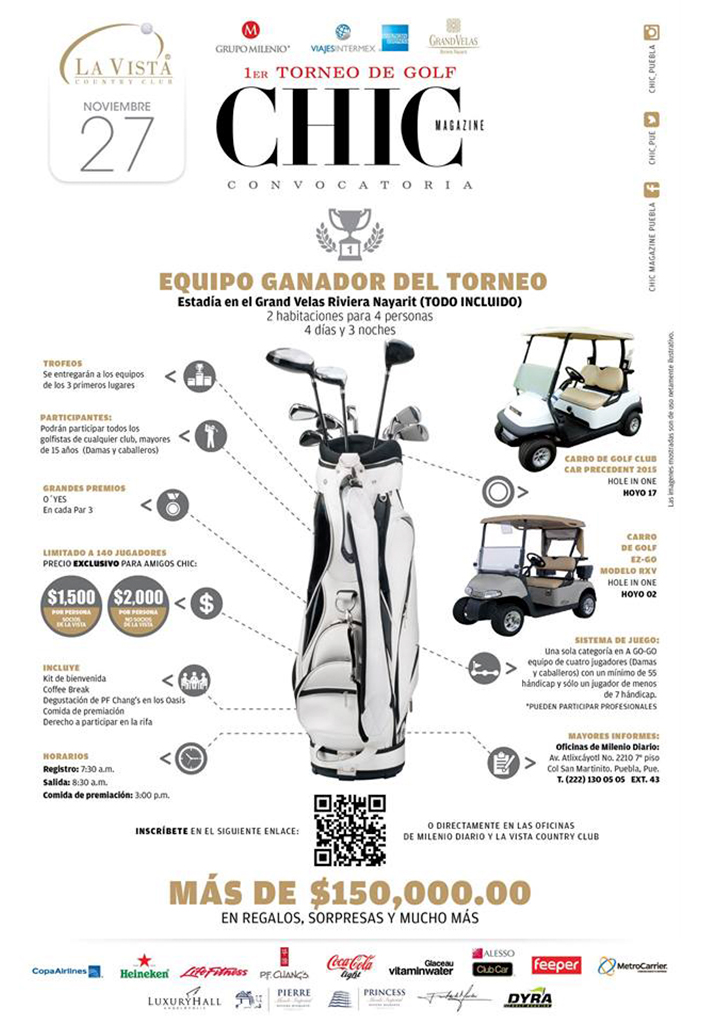 LA VISTA
COUNTRY CLUB
NOVIEMBRE
27
GRUPO MILENIO
VIAJES INTERMEX
AMERICAN EXPRESS
GRAND VELAS
Riviera Nayarit
1ER TORNEO DE GOLF
CHIC
MAGAZINE
CONVOCATORIA
CHIC_PUEBLA
CHIC_PUE
CHIC MAGAZINE PUEBLA
1
EQUIPO GANADOR DEL TORNEO
Estadía en el Grand Velas Riviera Nayarit (TODO INCLUIDO)
2 habitaciones para 4 personas
4 días y 3 noches
TROFEOS
Se entregarán a los equipos
de los 3 primeros lugares
PARTICIPANTES:
Podrán participar todos los
golfistas de cualquier club, mayores
de 15 años (Damas y caballeros)
GRANDES PREMIOS
O´YES
En cada Par 3
LIMITADO A 140 JUGADORES
PRECIO EXCLUSIVO PARA AMIGOS CHIC:
$1,500
POR PERSONA
SOCIOS
DE LA VISTA
$2,000
POR PERSONA
NO SOCIOS
DE LA VISTA
$
INCLUYE
Kit de bienvenida
Coffee Break
Degustación de PF Chang's en los Oasis
Comida de premiación
Derecho a participar en la rifa
HORARIOS
Registro: 7:30 a.m.
Salida: 8:30 a.m.
Comida de premiación: 3:00 p.m.
Las imagenes mostradas son de uso netamente ilustrativo.
CARRO DE GOLF CLUB
CAR PRECEDENT 2015
HOLE IN ONE
HOYO 17
CARRO
DE GOLF
EZ-GO
MODELO RXV
HOLE IN ONE
HOYO 02
SISTEMA DE JUEGO:
Una sola categoría en A GO-GO
equipo de cuatro jugadores (Damas
y caballeros) con un mínimo de 55
hándicap y sólo un jugador de menos
de 7 hándicap.
*PUEDEN PARTICIPAR PROFESIONALES
MAYORES INFORMES:
Oficinas de Milenio Diario:
Av. Atlixcáyotl No. 2210 7° piso
Col San Martinito. Puebla, Pue.
T. (222) 130 05 05 EXT. 43
INSCRÍBETE EN EL SIGUIENTE ENLACE:
O DIRECTAMENTE EN LAS OFICINAS
DE MILENIO DIARIO Y LA VISTA COUNTRY CLUB
MÁS DE $150,000.00
EN REGALOS, SORPRESAS Y MUCHO MÁS
CopaAirlines
Heineken
LifeFitness
P.F. CHANG'S
Coca-Cola
light
Glaceau
vitaminwater
ALESSO
Club Car
feeper
MetroCarrier.
LUXURYHALL
ANGELOPOLIS
PIERRE
PRINCESS
DYRA